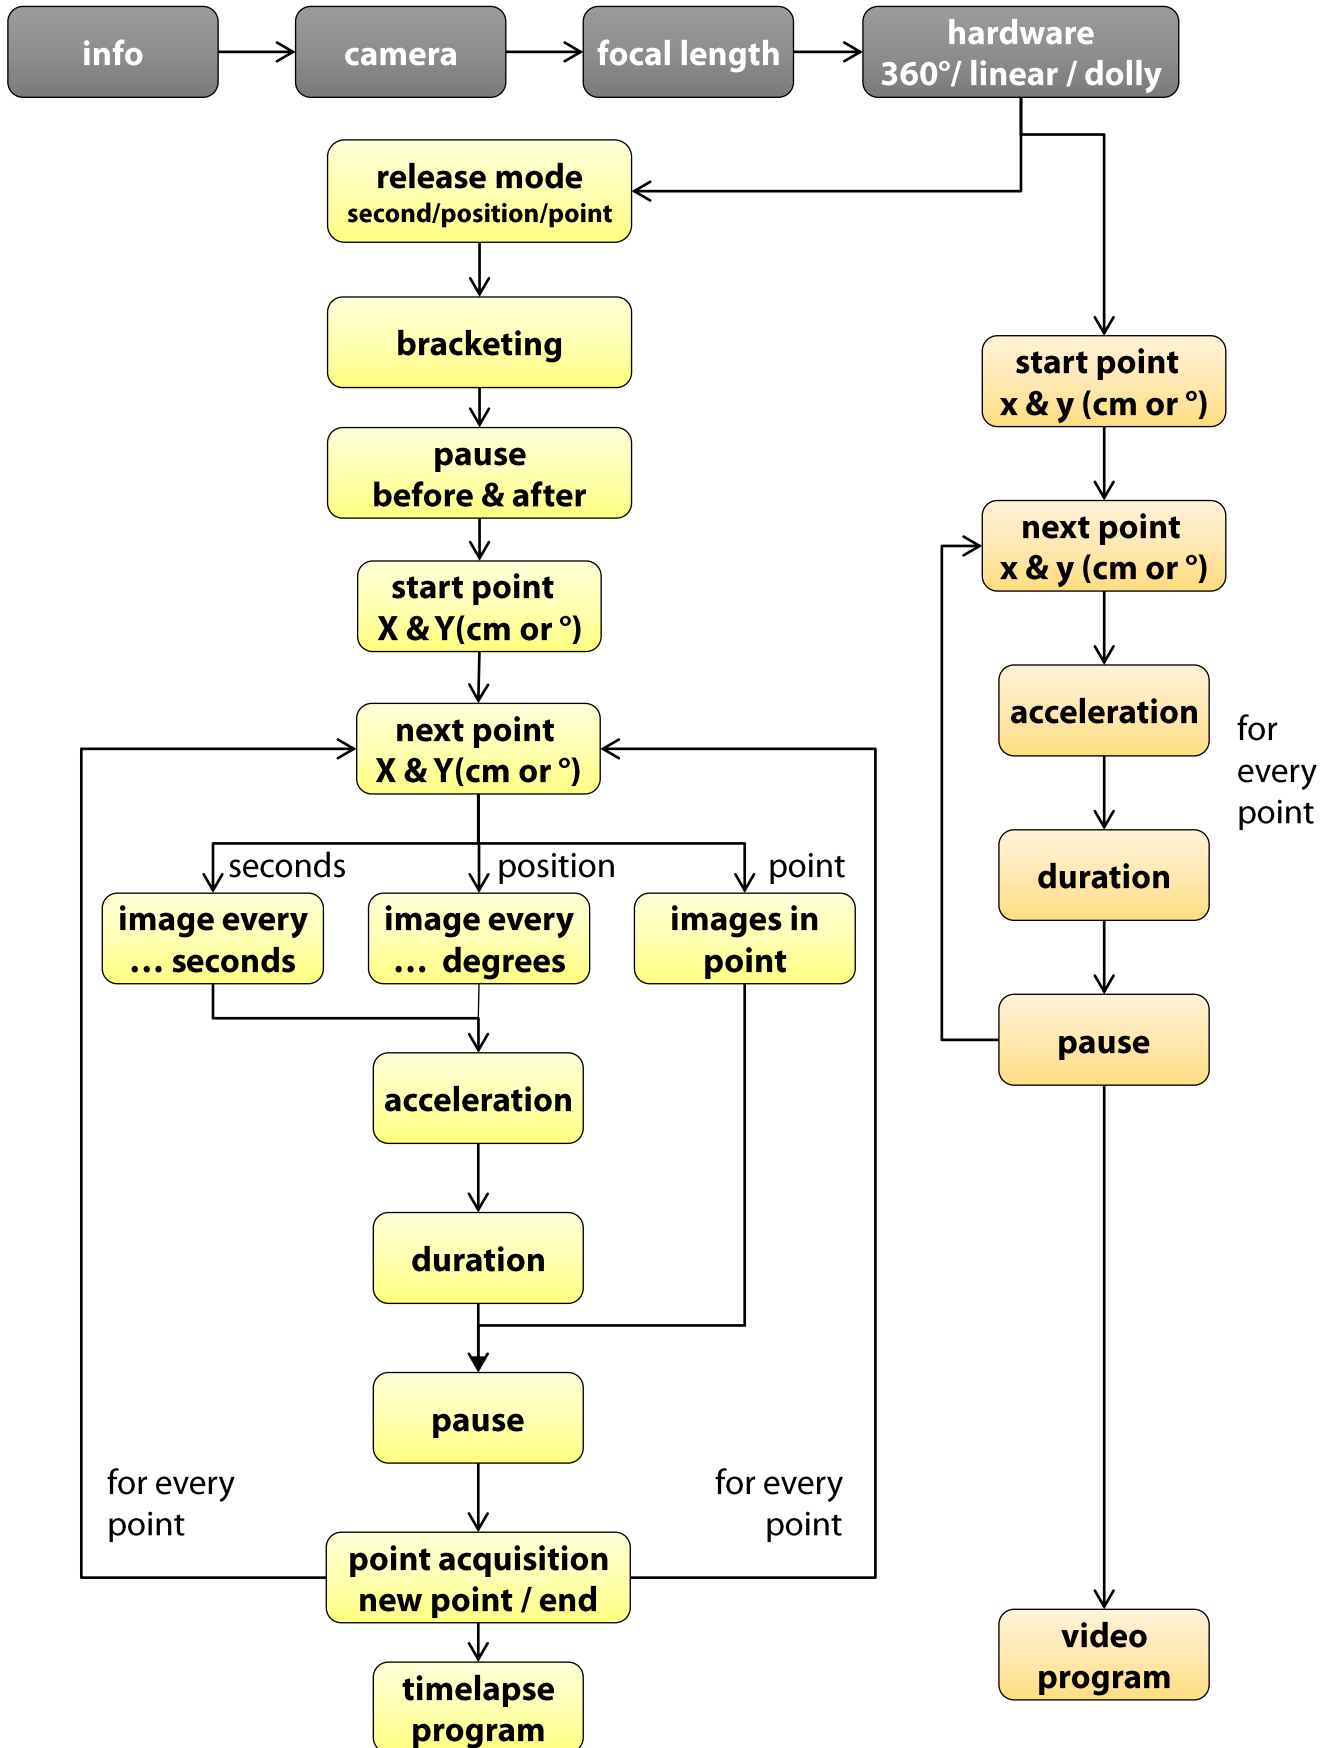 info
camera
focal length
hardware
360°/ linear / dolly
release mode
second/position/point
bracketing
pause
before & after
start point
X & Y(cm or °)
next point
X & Y(cm or °)
seconds
position
point
image every
... seconds
image every
... degrees
images in
point
acceleration
duration
pause
for every
point
for every
point
point acquisition
new point / end
timelapse
program
start point
x & y (cm or °)
next point
x & y (cm or °)
acceleration
for
every
point
duration
pause
video
program